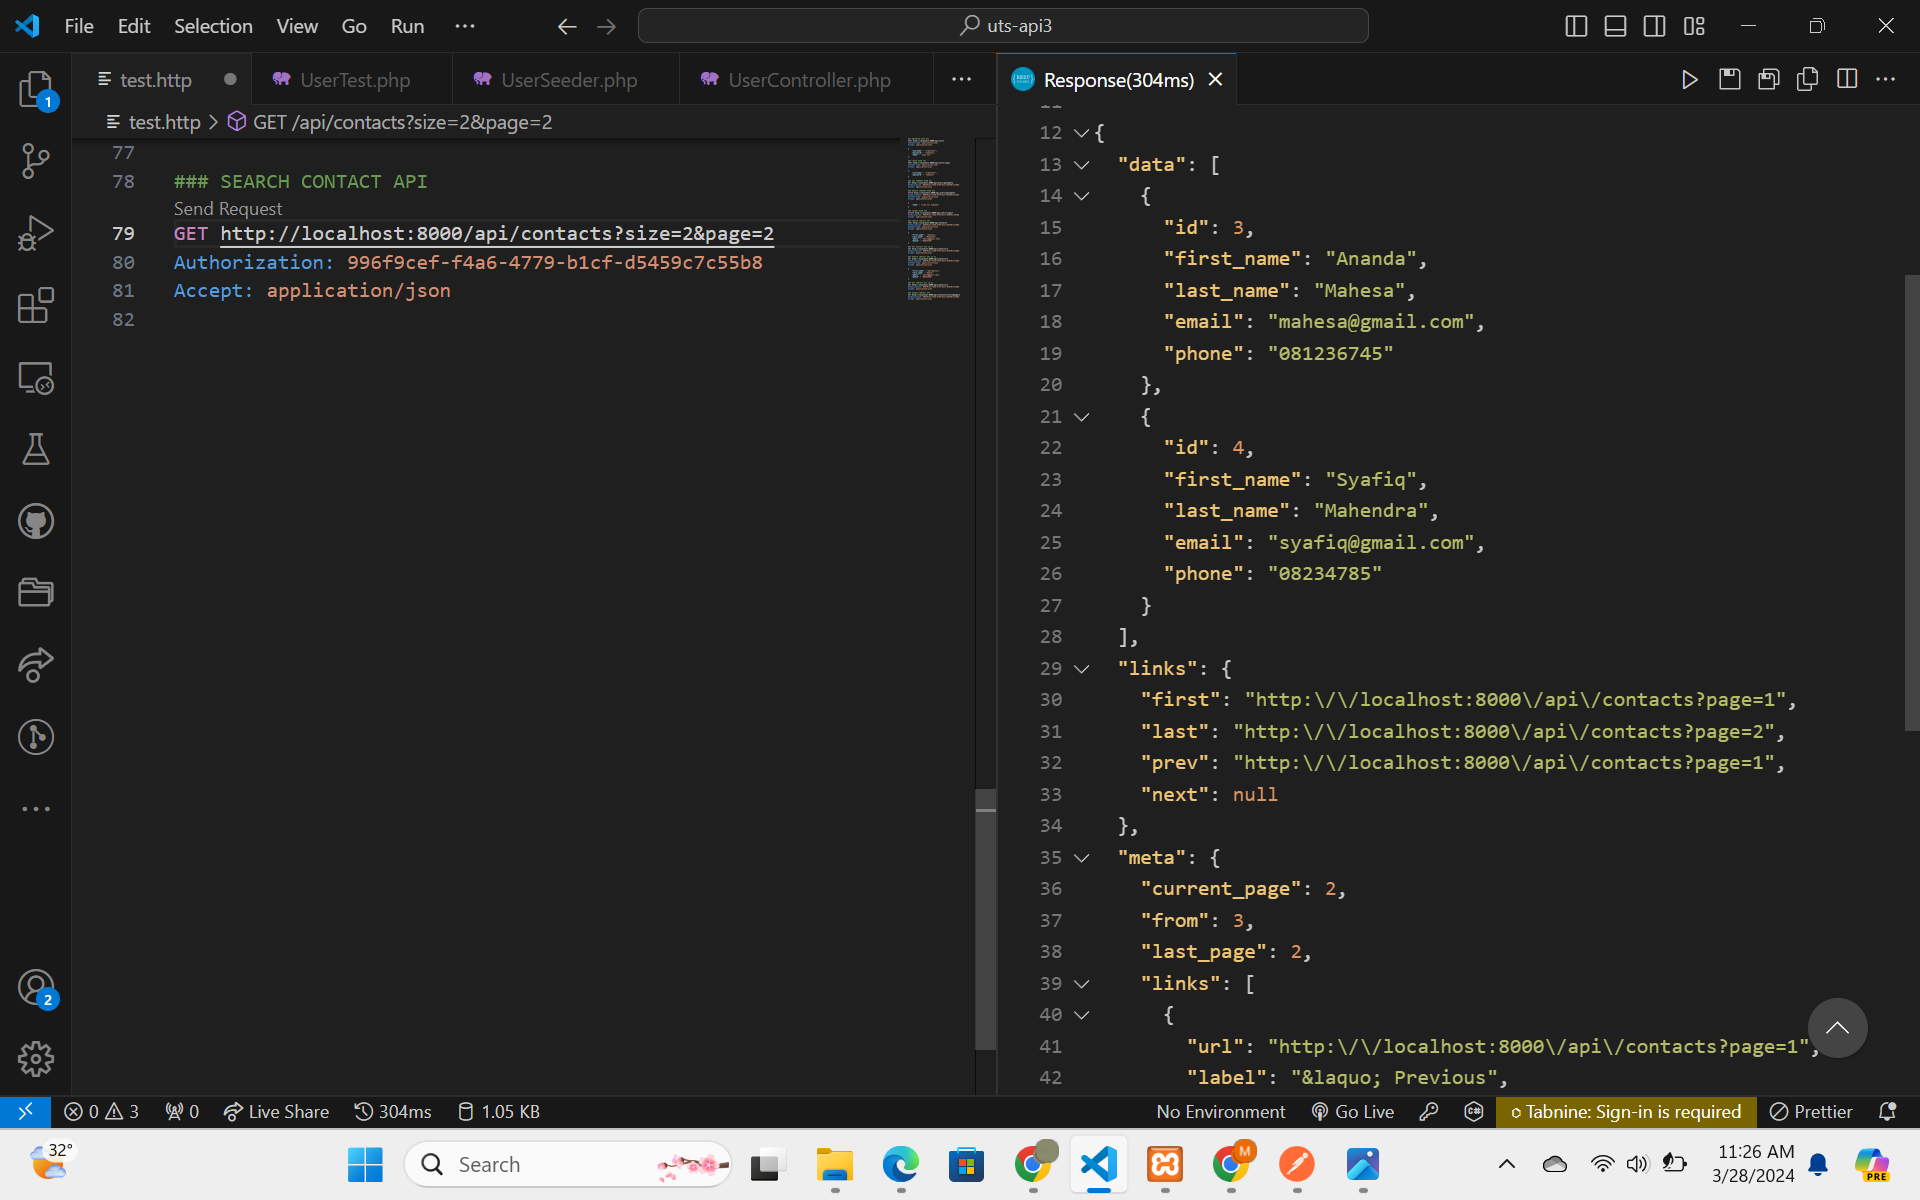 File Edit Selection View Go Run ··· uts-api3
test.http UserTest.php UserSeeder.php UserController.php ··· Response(304ms)
test.http > GET /api/contacts?size=2&page=2
1
77
78 ### SEARCH CONTACT API
Send Request
79 GET http://localhost:8000/api/contacts?size=2&page=2
80 Authorization: 996f9cef-f4a6-4779-b1cf-d5459c7c55b8
81 Accept: application/json
82
2
12 {
13 "data": [
14 {
15 "id": 3,
16 "first_name": "Ananda",
17 "last_name": "Mahesa",
18 "email": "mahesa@gmail.com",
19 "phone": "081236745"
20 },
21 {
22 "id": 4,
23 "first_name": "Syafiq",
24 "last_name": "Mahendra",
25 "email": "syafiq@gmail.com",
26 "phone": "08234785"
27 }
28 ],
29 "links": {
30 "first": "http:\/\/localhost:8000\/api\/contacts?page=1",
31 "last": "http:\/\/localhost:8000\/api\/contacts?page=2",
32 "prev": "http:\/\/localhost:8000\/api\/contacts?page=1",
33 "next": null
34 },
35 "meta": {
36 "current_page": 2,
37 "from": 3,
38 "last_page": 2,
39 "links": [
40 {
41 "url": "http:\/\/localhost:8000\/api\/contacts?page=1",
42 "label": "&laquo; Previous",
0 3 0 Live Share 304ms 1.05 KB No Environment Go Live Tabnine: Sign-in is required Prettier
32° Search M 11:26 AM PRE
3/28/2024